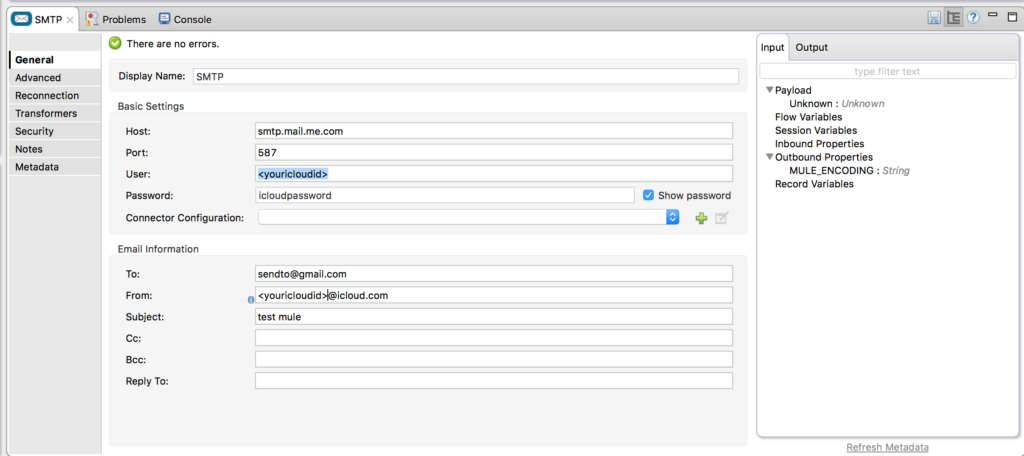 SMTP
Problems
Console
General
Advanced
Reconnection
Transformers
Security
Notes
Metadata
There are no errors.
Display Name: SMTP
Basic Settings
Host: smtp.mail.me.com
Port: 587
User: <youricloudid>
Password: icloudpassword Show password
Connector Configuration:
Email Information
To: sendto@gmail.com
From: <youricloudid>@icloud.com
Subject: test mule
Cc:
Bcc:
Reply To:
Input Output
type filter text
Payload
Unknown : Unknown
Flow Variables
Session Variables
Inbound Properties
Outbound Properties
MULE_ENCODING : String
Record Variables
Refresh Metadata